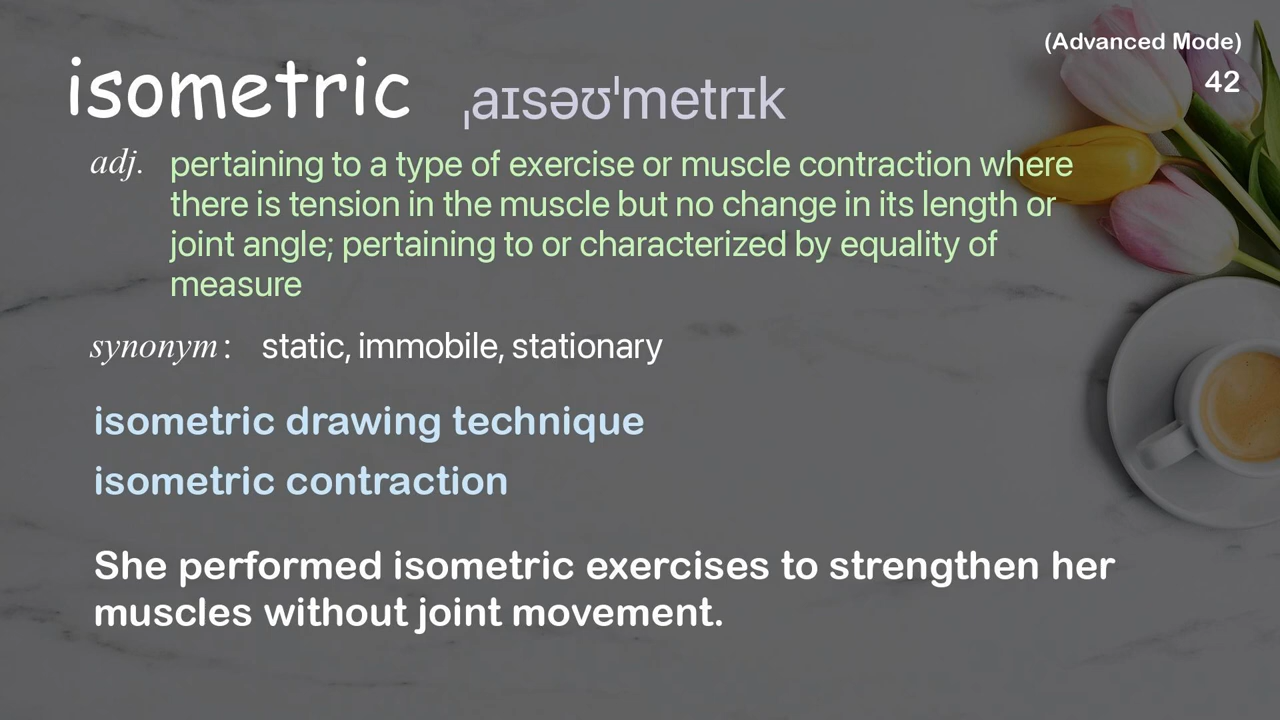 (Advanced Mode)
isometric ˌaɪsəʊˈmetrɪk
42
adj. pertaining to a type of exercise or muscle contraction where
there is tension in the muscle but no change in its length or
joint angle; pertaining to or characterized by equality of
measure
synonym: static, immobile, stationary
isometric drawing technique
isometric contraction
She performed isometric exercises to strengthen her
muscles without joint movement.